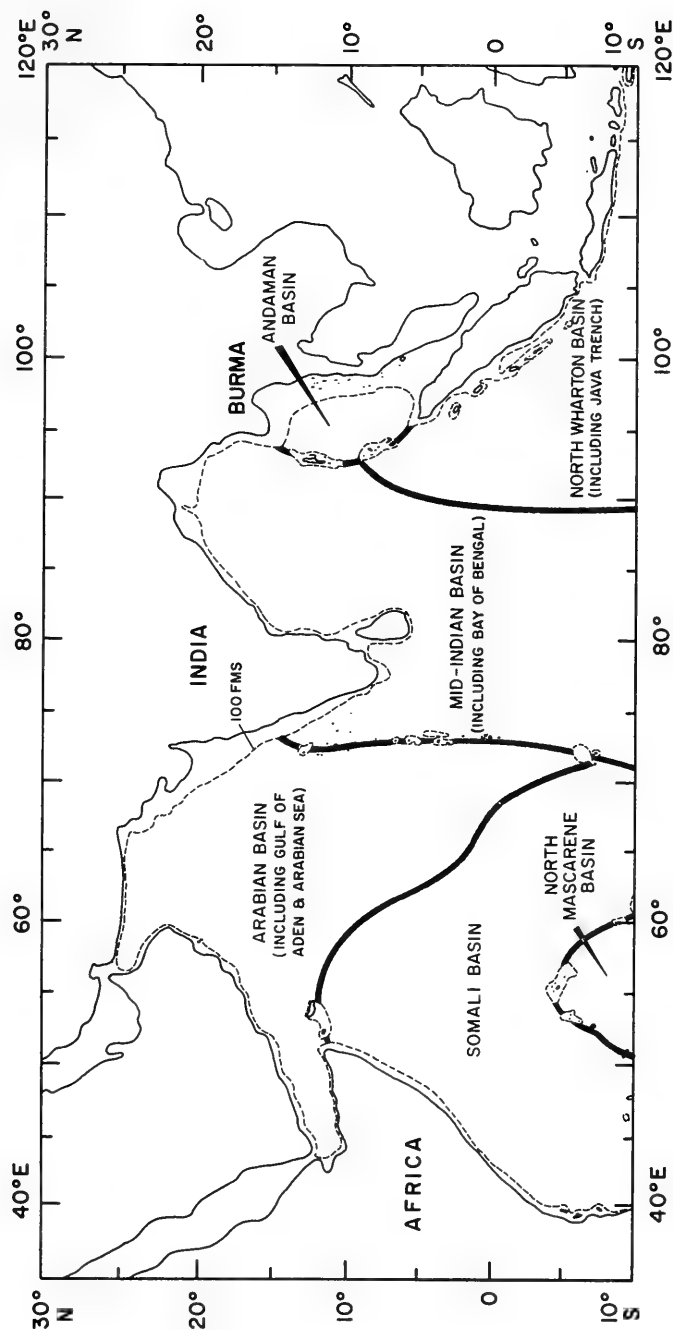 40°E 60° 80° 100° 120°E
30°
N
30°
N
20°
20°
10°
10°
0
0
10°
S
10°
S
INDIA
100 FMS
BURMA
ANDAMAN
BASIN
ARABIAN BASIN
(INCLUDING GULF OF
ADEN & ARABIAN SEA)
AFRICA
SOMALI BASIN
MID-INDIAN BASIN
(INCLUDING BAY OF BENGAL)
NORTH
MASCARENE
BASIN
NORTH WHARTON BASIN
(INCLUDING JAVA TRENCH)
40°E 60° 80° 100° 120°E